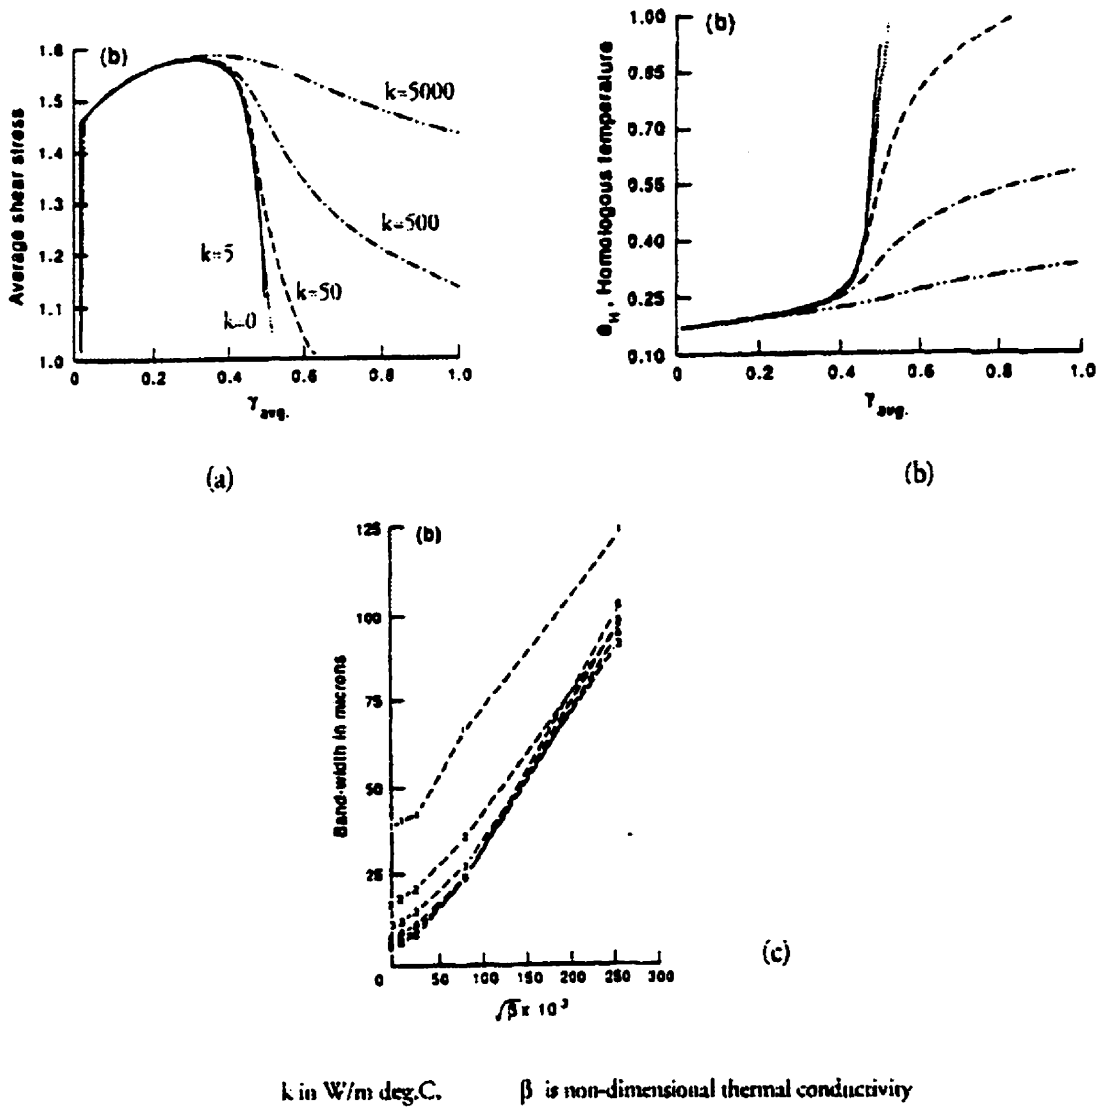 (b)
Average shear stress
1.6
1.5
1.4
1.3
1.2
1.1
1.0
k=5000
k=500
k=5
k=50
k=0
0 0.2 0.4 0.6 0.8 1.0
γavg.
(a)
(b)
θH, Homologous temperature
1.00
0.85
0.70
0.55
0.40
0.25
0.10
0 0.2 0.4 0.6 0.8 1.0
γavg.
(b)
(b)
Band-width in microns
125
100
75
50
25
0 50 100 150 200 250 300
√β x 10³
(c)
k in W/m deg.C. β is non-dimensional thermal conductivity